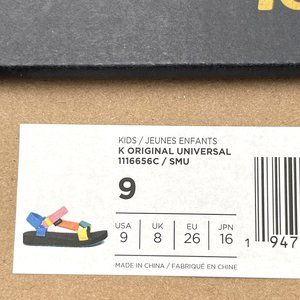 KIDS / JEUNES ENFANTS
K ORIGINAL UNIVERSAL
1116656C / SMU
9
USA UK EU JPN
9 8 26 16
MADE IN CHINA / FABRIQUÉ EN CHINE
1 947